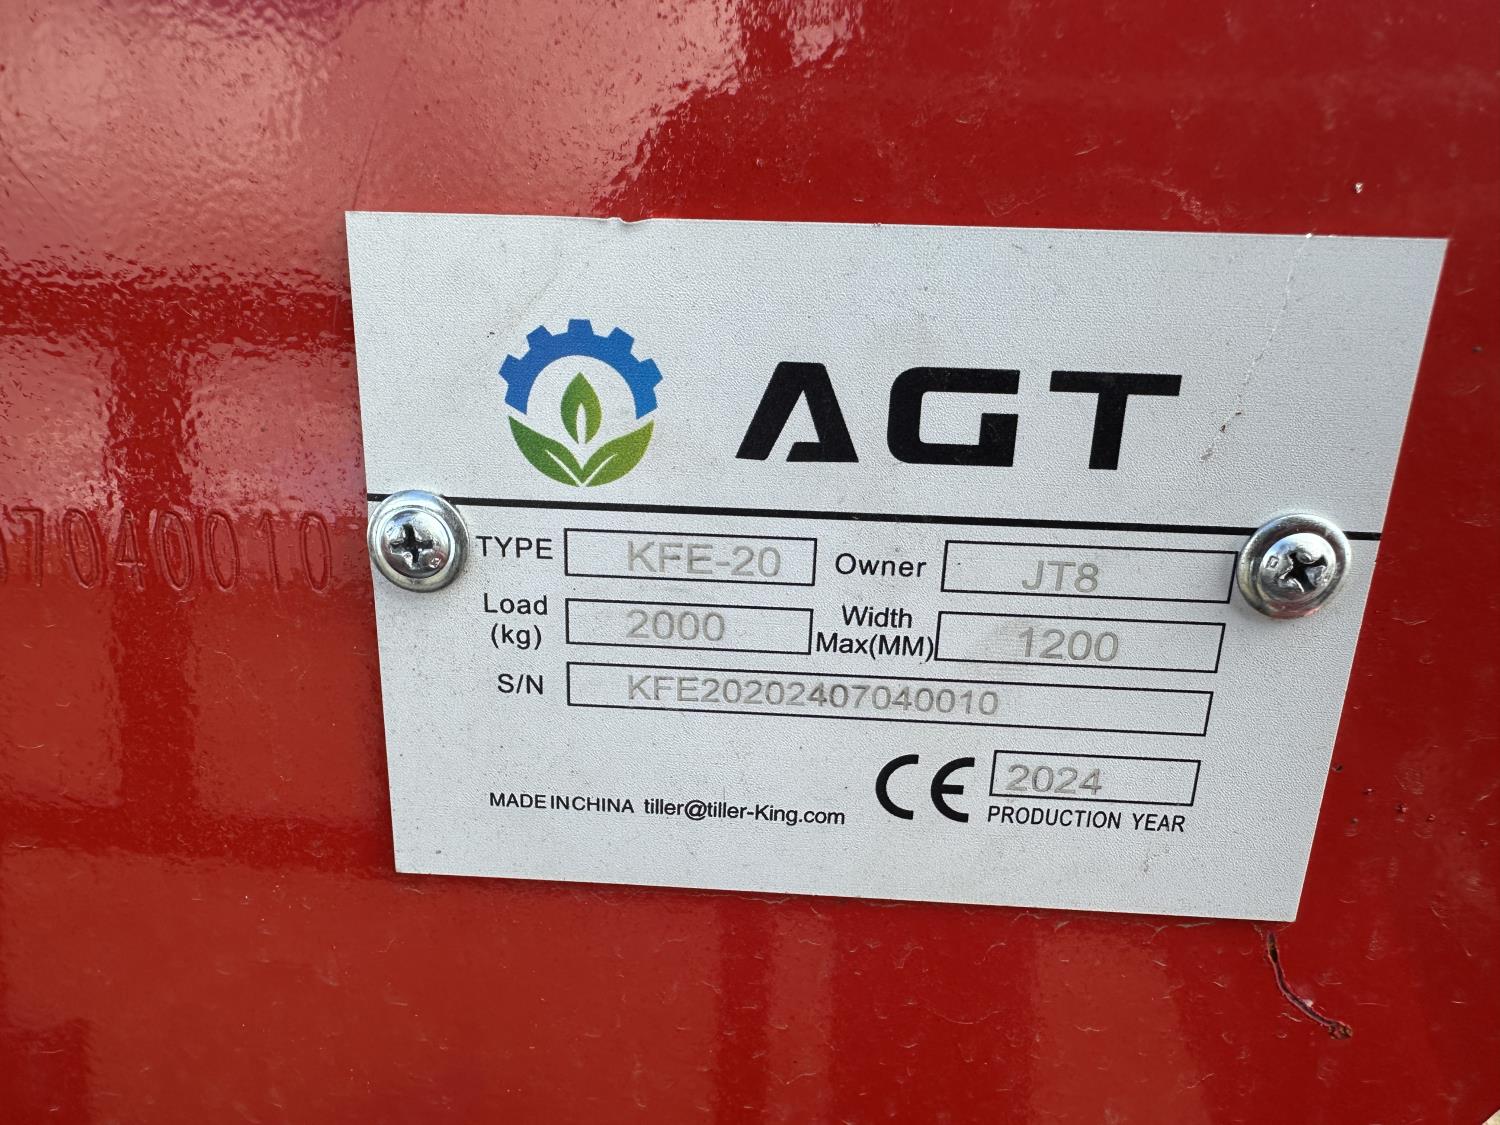 AGT
TYPE KFE-20 Owner JT8
Load (kg) 2000 Width Max(MM) 1200
S/N KFE20202407040010
CE 2024
MADE IN CHINA tiller@tiller-King.com PRODUCTION YEAR
7040010